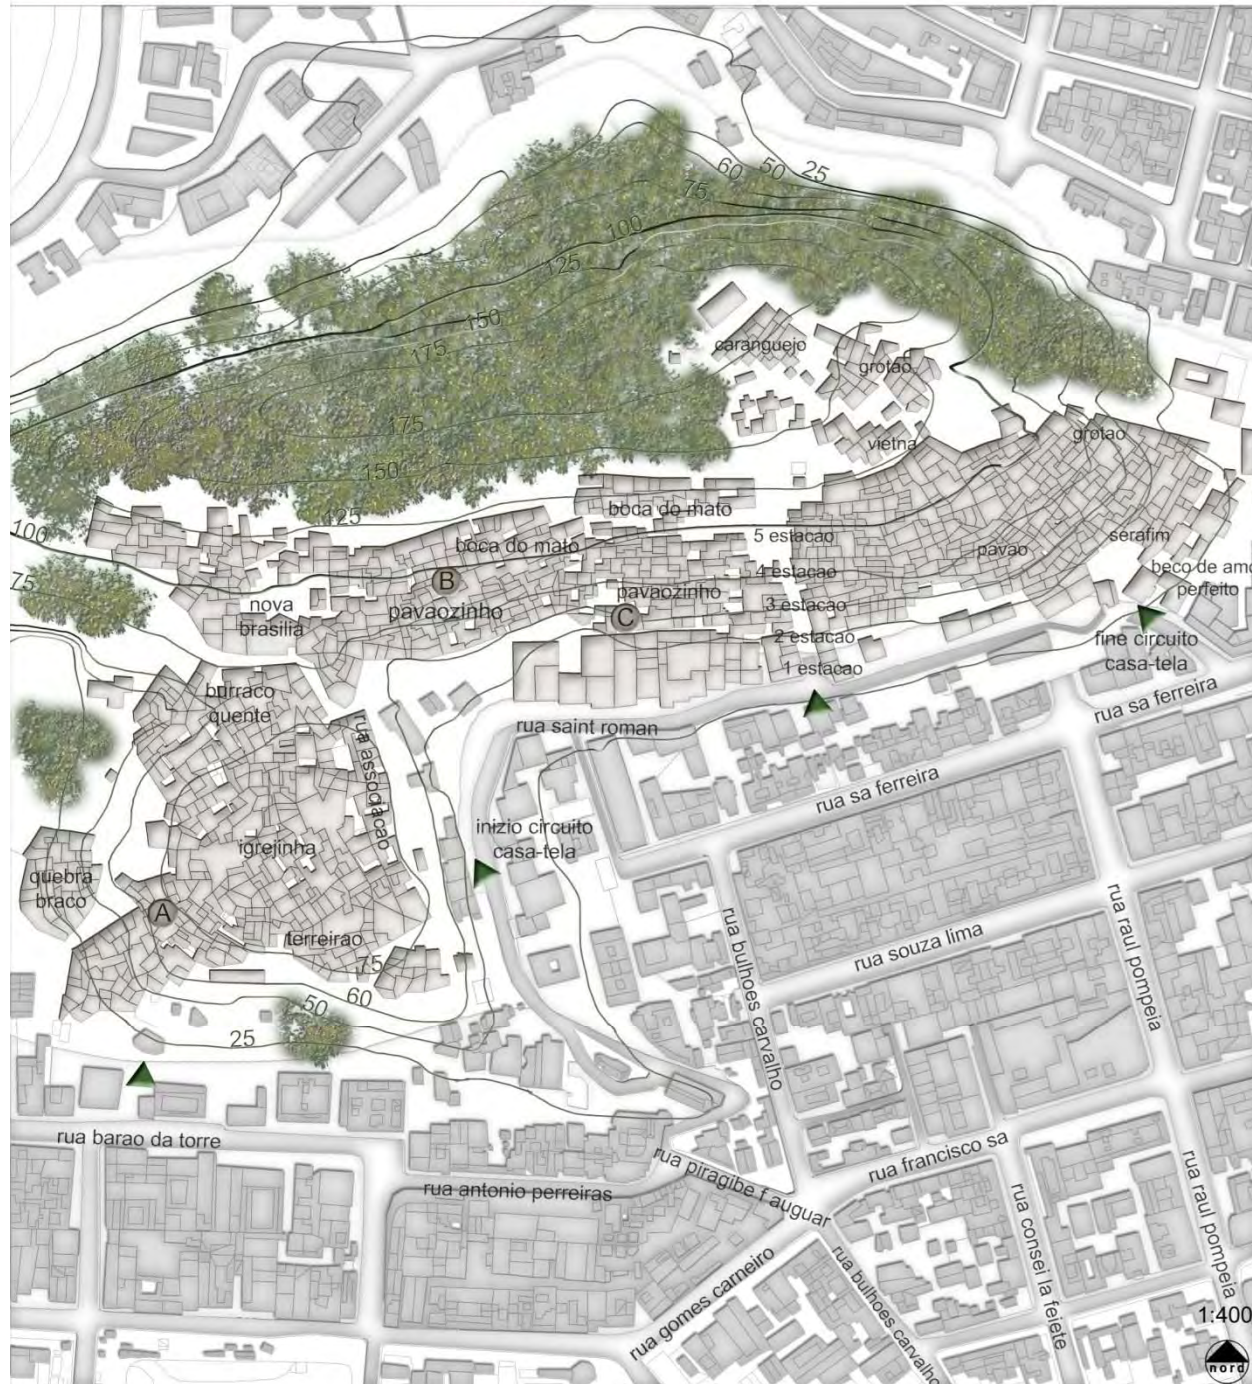 25
50
60
75
100
125
150
175
caranguejo
grotao
175
vietna
grotao
150
boca do mato
125
100
boca do mato
5 estacao
pavao
serafim
75
B
4 estacao
beco de amo
perfeito
nova
brasilia
pavaozinho
pavaozinho
C
3 estacao
2 estacao
fine circuito
casa-tela
1 estacao
burraco
quente
rua saint roman
rua sa ferreira
rua associacao
rua sa ferreira
inizio circuito
casa-tela
igrejinha
quebra
braco
A
terreirao
75
60
50
25
rua souza lima
rua bulhoes carvalho
rua raul pompeia
rua barao da torre
rua antonio perreiras
rua piragibe f auguar
rua francisco sa
rua consei la feiete
rua raul pompeia
rua gomes carneiro
rua bulhoes carvalho
1:400
nord